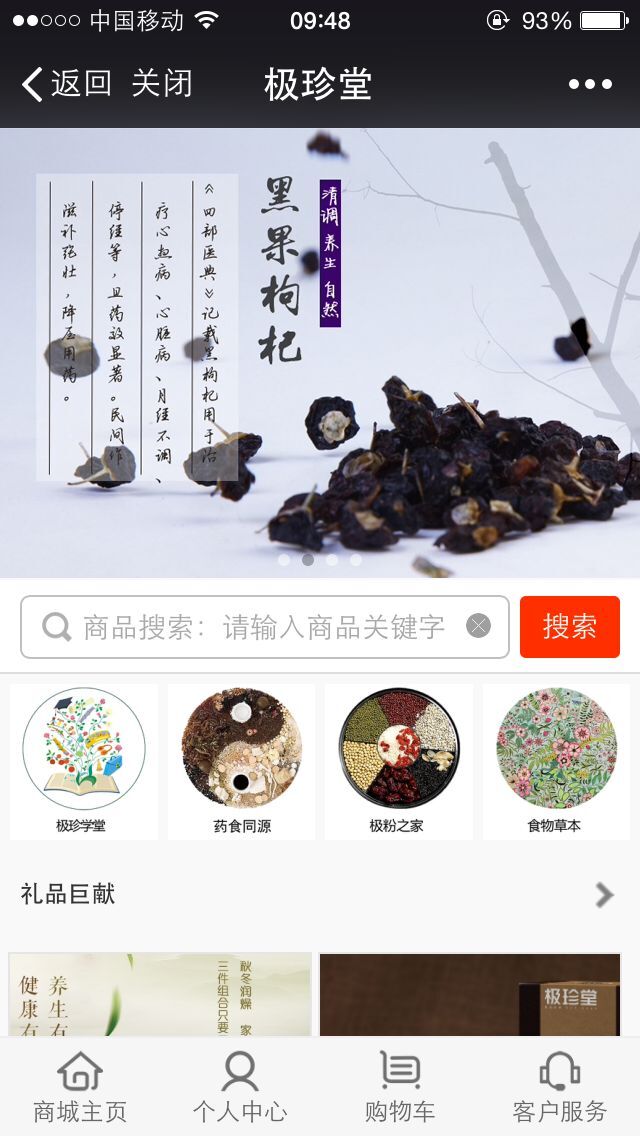 中国移动
09:48
93%
返回 关闭
极珍堂
清调 养生 自然
黑果枸杞
《四部医典》记载黑枸杞用于治
疗心热病、心脏病、月经不调、
停经等，且药效显著。民间作
滋补强壮，降压用药。
商品搜索：请输入商品关键字
搜索
极珍学堂
药食同源
极粉之家
食物草本
礼品巨献
养生有
健康有
秋冬润燥 家
三件组合只要
极珍堂
商城主页
个人中心
购物车
客户服务